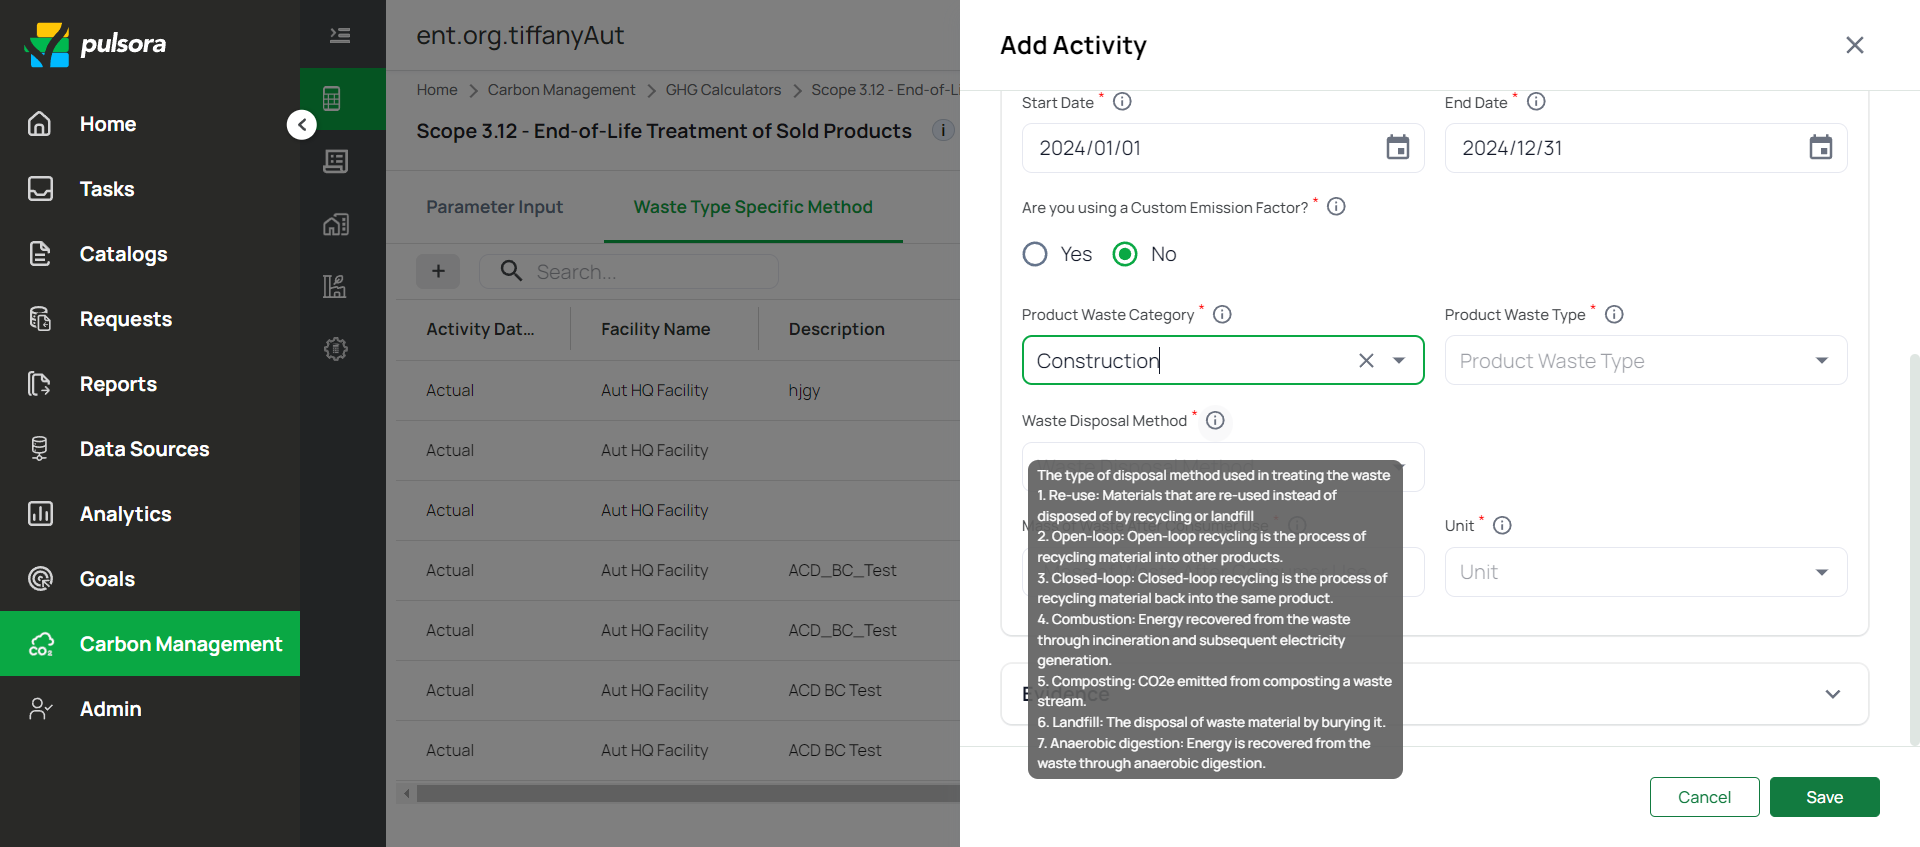 pulsora
Home
Tasks
Catalogs
Requests
Reports
Data Sources
Analytics
Goals
CO₂
Carbon Management
Admin
ent.org.tiffanyAut
Home > Carbon Management > GHG Calculators > Scope 3.12 - End-of-Li
Scope 3.12 - End-of-Life Treatment of Sold Products
Parameter Input Waste Type Specific Method
+ Search...
Activity Dat... Facility Name Description
Actual Aut HQ Facility hjgy
Actual Aut HQ Facility
Actual Aut HQ Facility
Actual Aut HQ Facility ACD_BC_Test
Actual Aut HQ Facility ACD_BC_Test
Actual Aut HQ Facility ACD BC Test
Actual Aut HQ Facility ACD BC Test
Add Activity
Start Date * End Date *
2024/01/01 2024/12/31
Are you using a Custom Emission Factor? *
Yes No
Product Waste Category * Product Waste Type *
Construction Product Waste Type
Waste Disposal Method *
The type of disposal method used in treating the waste
1. Re-use: Materials that are re-used instead of
disposed of by recycling or landfill
2. Open-loop: Open-loop recycling is the process of
recycling material into other products.
3. Closed-loop: Closed-loop recycling is the process of
recycling material back into the same product.
4. Combustion: Energy recovered from the waste
through incineration and subsequent electricity
generation.
5. Composting: CO2e emitted from composting a waste
stream.
6. Landfill: The disposal of waste material by burying it.
7. Anaerobic digestion: Energy is recovered from the
waste through anaerobic digestion.
Unit *
Unit
Evidence
Cancel Save